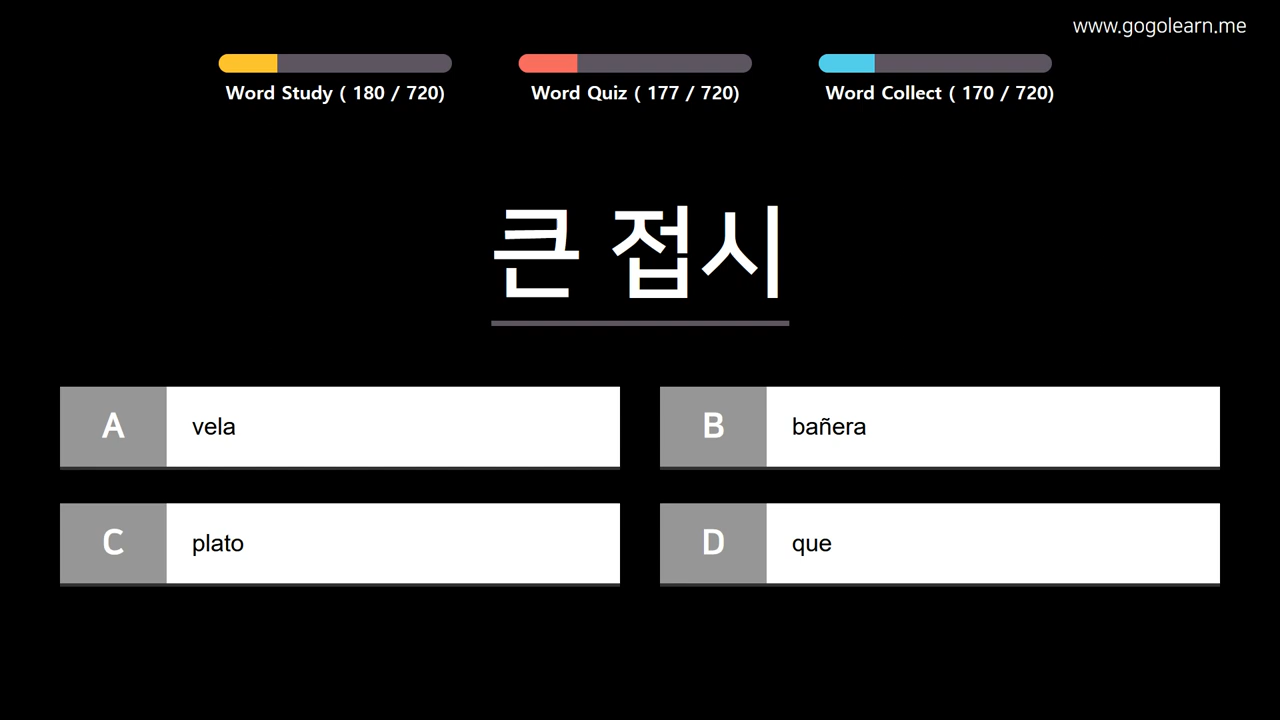 www.gogolearn.me
Word Study ( 180 / 720)
Word Quiz ( 177 / 720)
Word Collect ( 170 / 720)
큰 접시
A vela
B bañera
C plato
D que